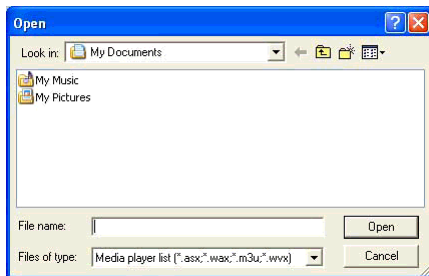 Open
Look in: My Documents
My Music
My Pictures
File name: Open
Files of type: Media player list (*.asx;*.wax;*.m3u;*.wvx) Cancel